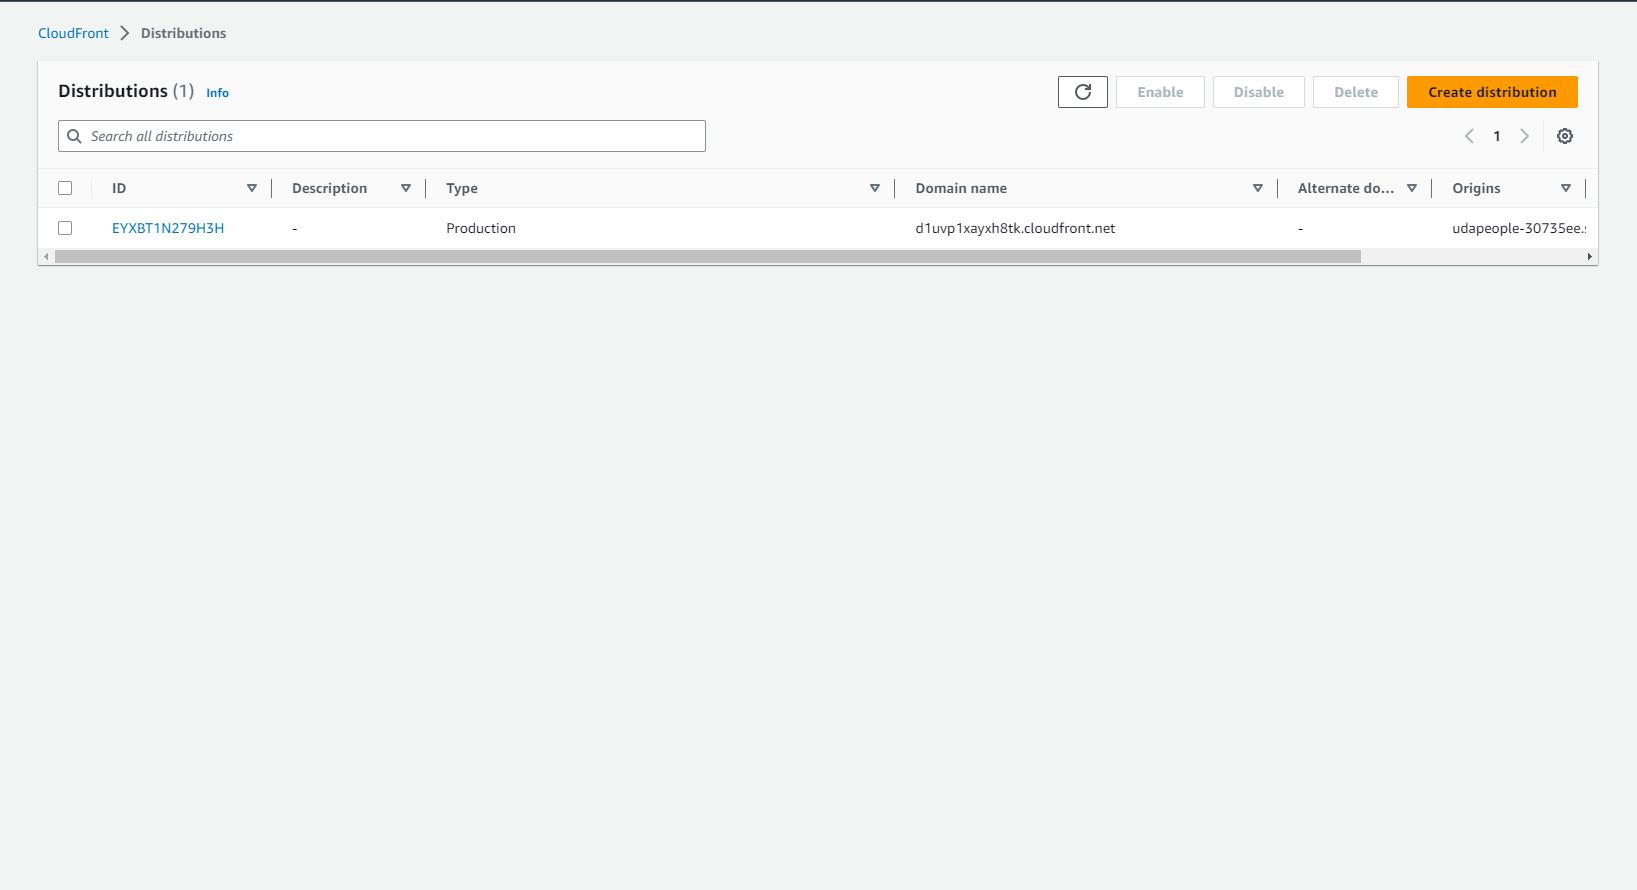 CloudFront > Distributions
Distributions (1) Info
Enable Disable Delete Create distribution
Search all distributions
1
ID Description Type Domain name Alternate do... Origins
EYXBT1N279H3H - Production d1uvp1xayxh8tk.cloudfront.net - udapeople-30735ee.s